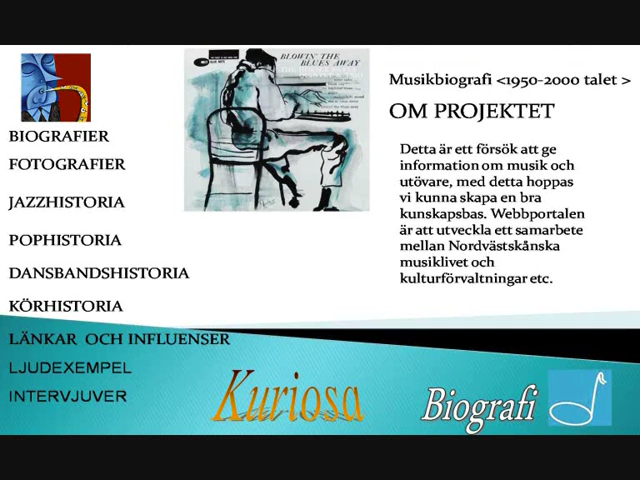 BLOWIN' THE
BLUES AWAY
Musikbiografi <1950-2000 talet >
OM PROJEKTET
BIOGRAFIER
FOTOGRAFIER
JAZZHISTORIA
POPHISTORIA
DANSBANDSHISTORIA
KÖRHISTORIA
LÄNKAR OCH INFLUENSER
LJUDEXEMPEL
INTERVJUVER
Detta är ett försök att ge
information om musik och
utövare, med detta hoppas
vi kunna skapa en bra
kunskapsbas. Webbportalen
är att utveckla ett samarbete
mellan Nordvästskånska
musiklivet och
kulturförvaltningar etc.
Kuriosa
Biografi